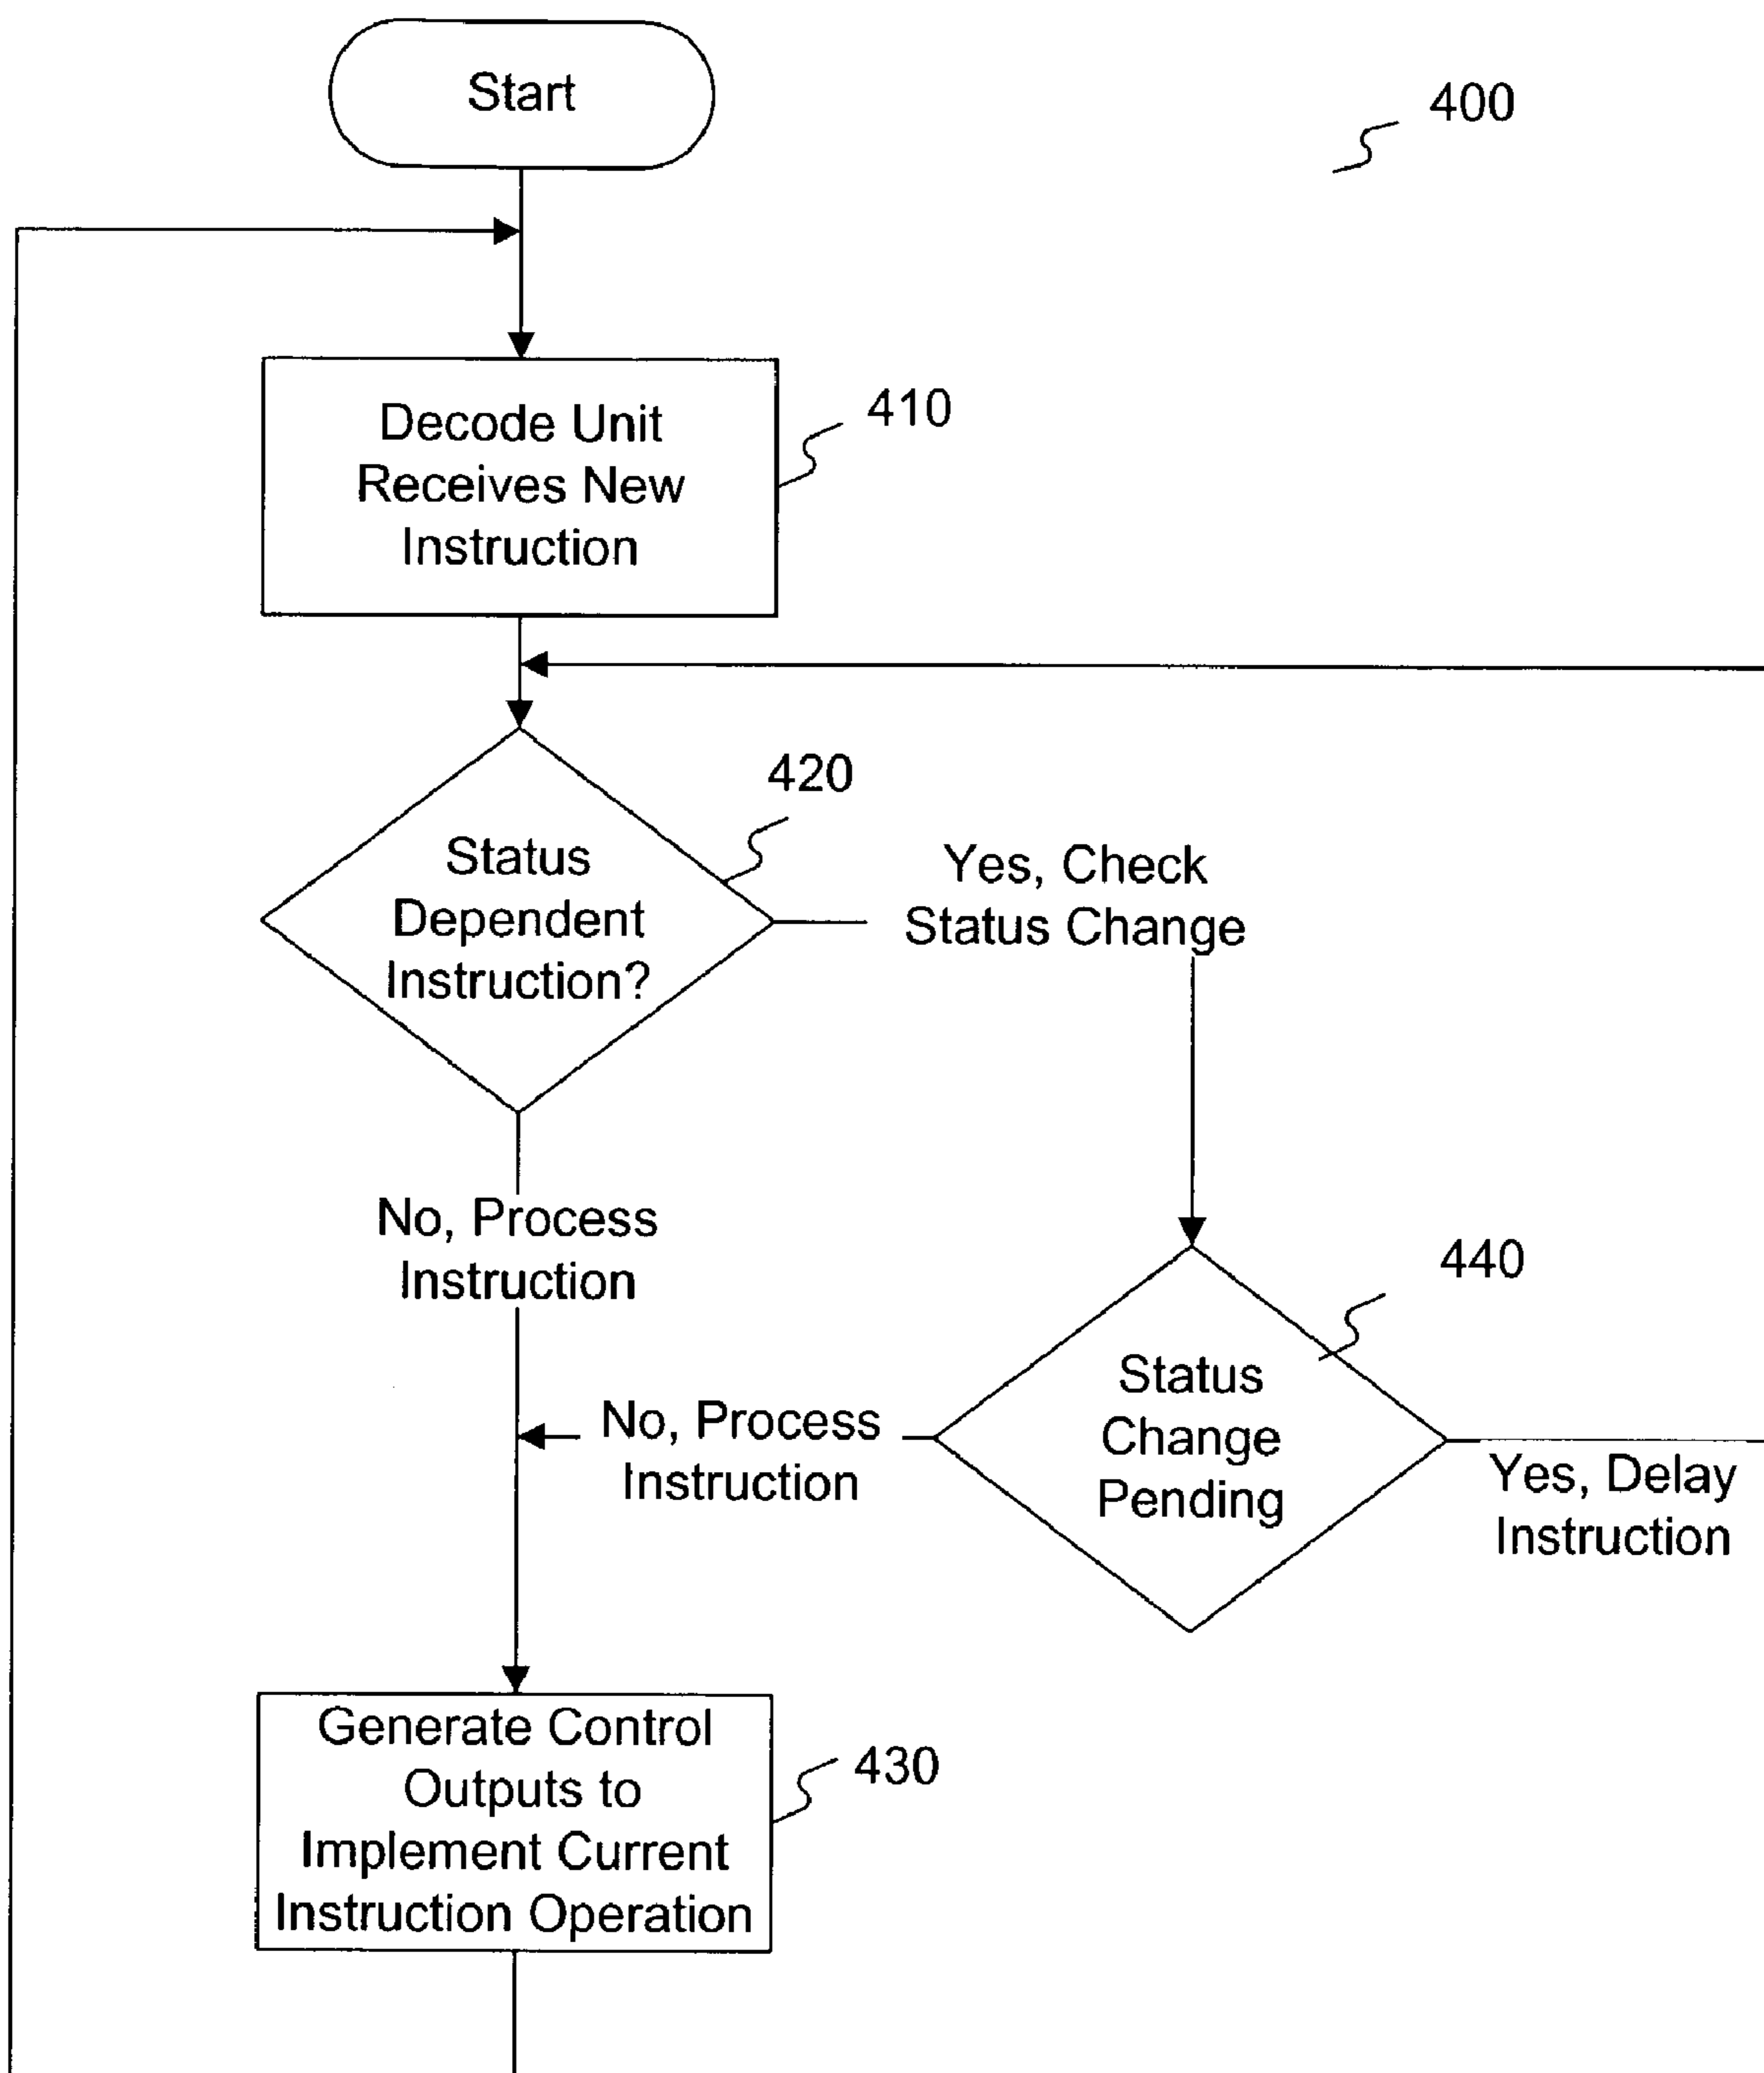 Start
400
Decode Unit
Receives New
Instruction
410
420
Status
Dependent
Instruction?
Yes, Check
Status Change
No, Process
Instruction
440
Status
Change
Pending
No, Process
Instruction
Yes, Delay
Instruction
Generate Control
Outputs to
Implement Current
Instruction Operation
430